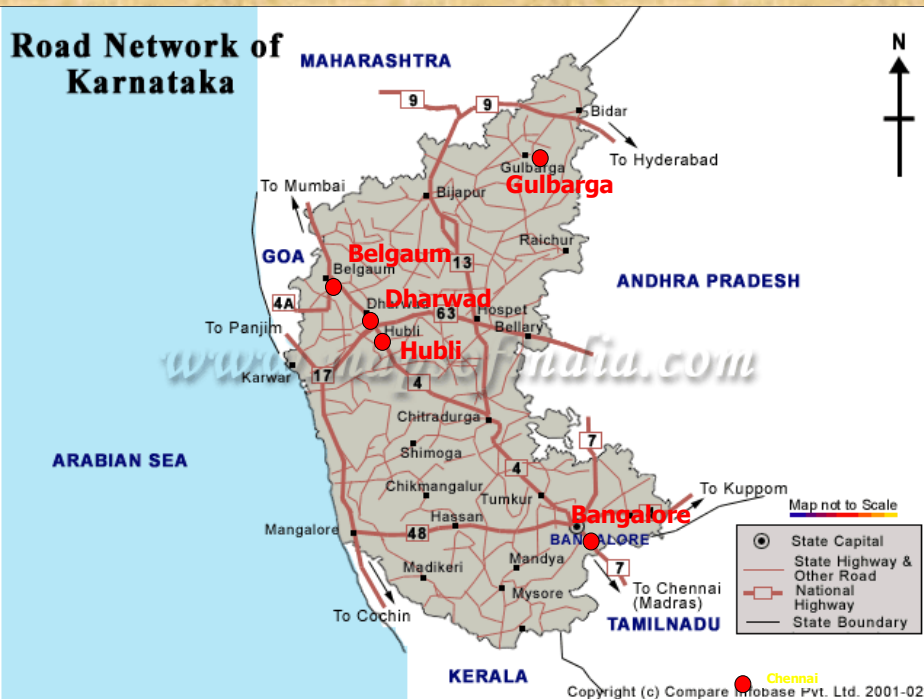 Road Network of
Karnataka
N
MAHARASHTRA
9
9
Bidar
To Hyderabad
Gulbarga
Gulbarga
To Mumbai
Bijapur
GOA
Belgaum
Belgaum
13
Raichur
ANDHRA PRADESH
4A
Dharwad
Dharwad
63
Hospet
To Panjim
Hubli
Bellary
Hubli
www.mapsofindia.com
Karwar
17
4
Chitradurga
7
ARABIAN SEA
Shimoga
4
Chikmangalur
Tumkur
To Kuppom
Map not to Scale
Hassan
Bangalore
Mangalore
48
BANGALORE
State Capital
Mandya
State Highway &
Other Road
Madikeri
7
To Chennai
(Madras)
National
Highway
Mysore
To Cochin
TAMILNADU
State Boundary
KERALA
Chennai
Copyright (c) Compare Infobase Pvt. Ltd. 2001-02